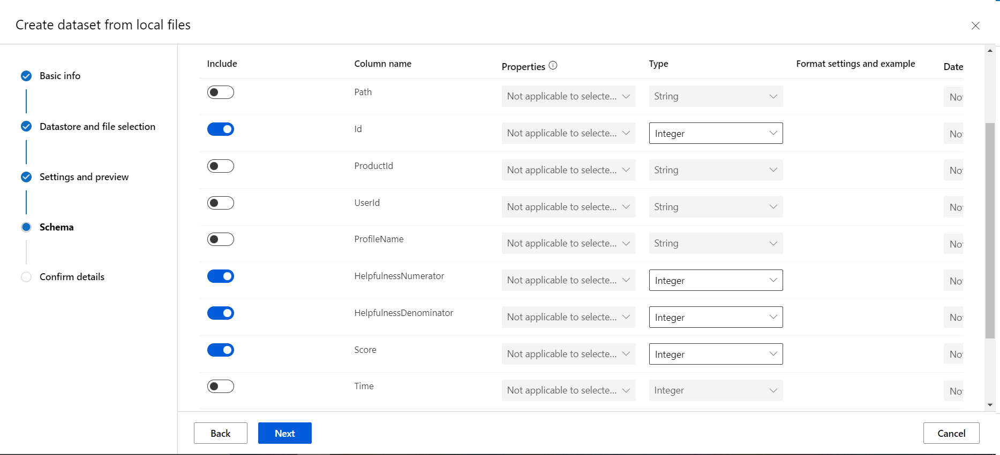 Create dataset from local files
Basic info
Datastore and file selection
Settings and preview
Schema
Confirm details
Include Column name Properties Type Format settings and example Date
Path Not applicable to selecte... String No
Id Not applicable to selecte... Integer No
ProductId Not applicable to selecte... String No
UserId Not applicable to selecte... String No
ProfileName Not applicable to selecte... String No
HelpfulnessNumerator Not applicable to selecte... Integer No
HelpfulnessDenominator Not applicable to selecte... Integer No
Score Not applicable to selecte... Integer No
Time Not applicable to selecte... Integer No
Back Next Cancel